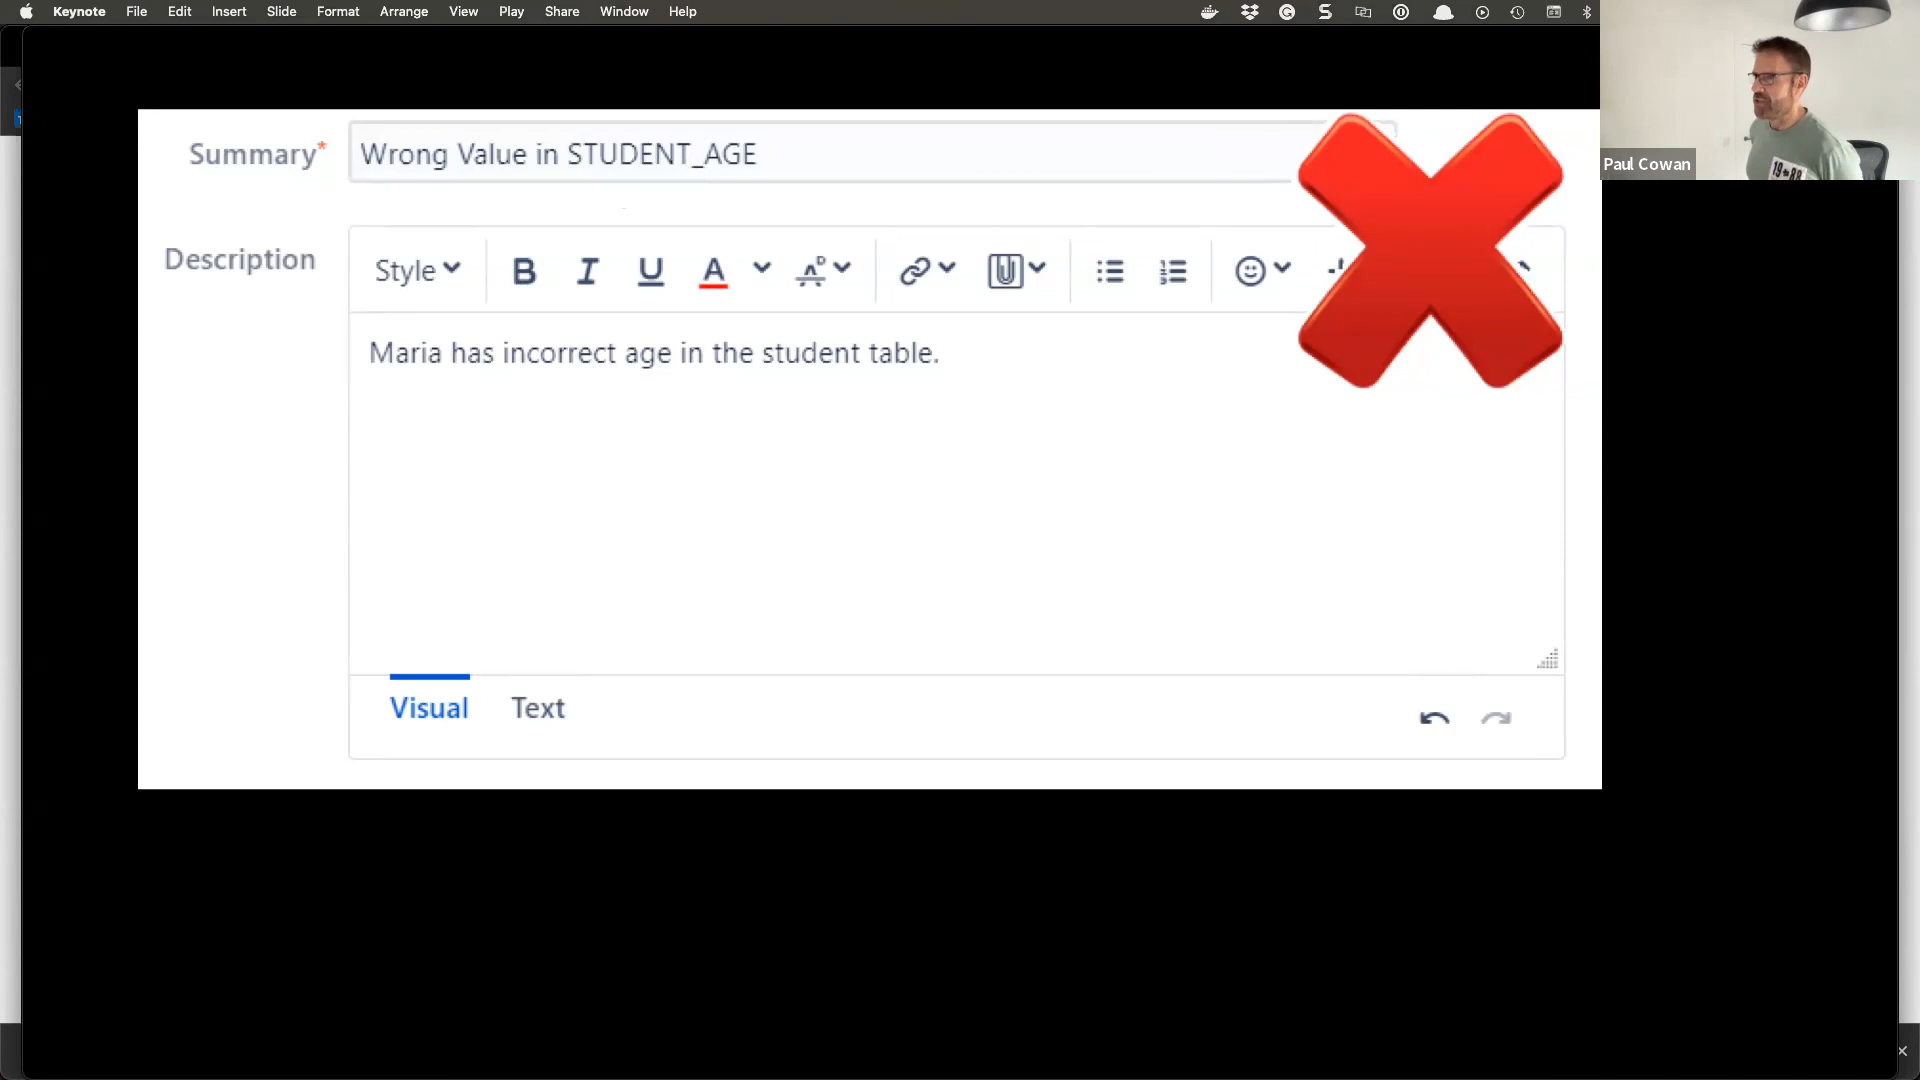 Keynote File Edit Insert Slide Format Arrange View Play Share Window Help
Paul Cowan
Summary* Wrong Value in STUDENT_AGE
Description
Style
Maria has incorrect age in the student table.
Visual Text